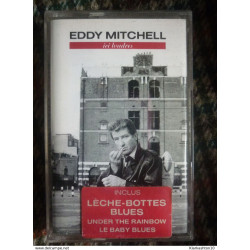 EDDY MITCHELL
ici londres
INCLUS
LÈCHE-BOTTES
BLUES
UNDER THE RAINBOW
LE BABY BLUES